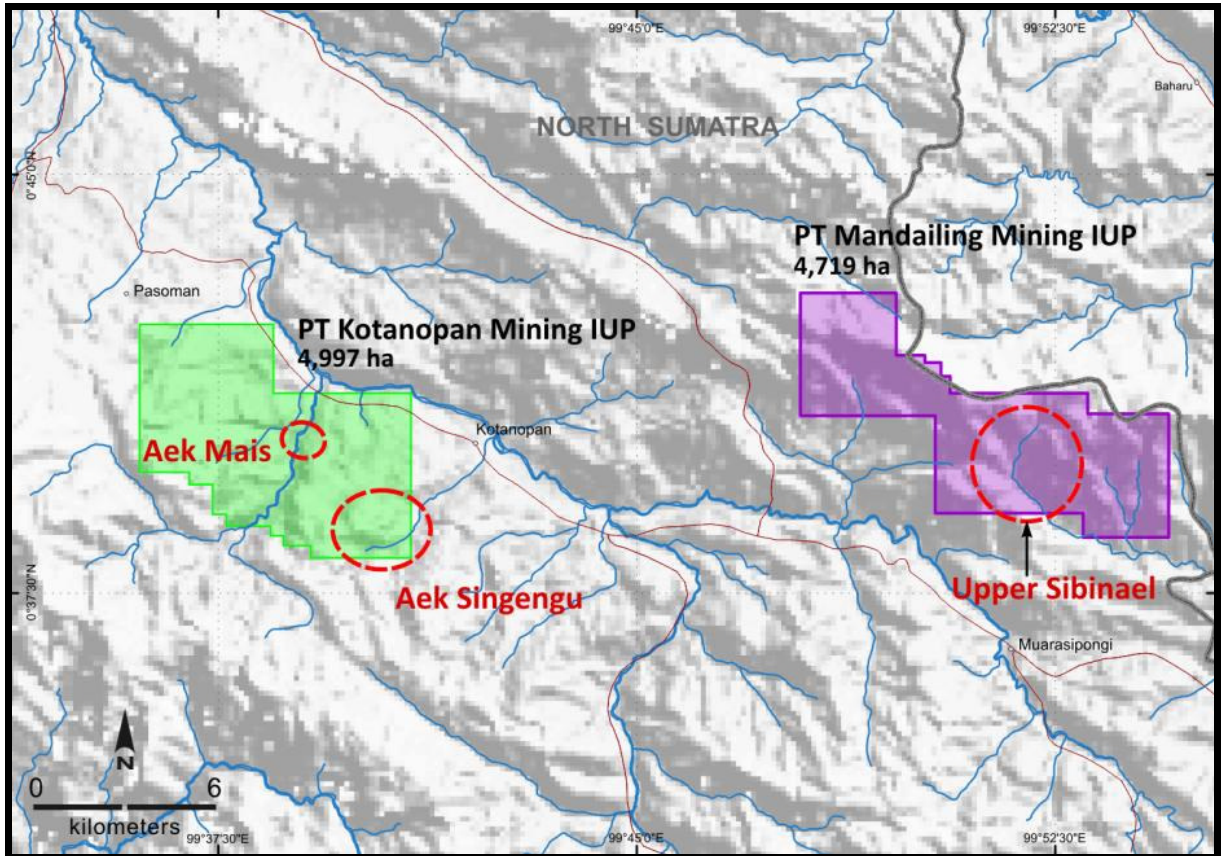 99°45'0"E
99°52'30"E
Baharu
NORTH SUMATRA
0°45'0"N
PT Mandailing Mining IUP
4,719 ha
Pasoman
PT Kotanopan Mining IUP
4,997 ha
Kotanopan
Aek Mais
Aek Singengu
Upper Sibinael
0°37'30"N
Muarasipongi
N
0 6
kilometers
99°37'30"E
99°45'0"E
99°52'30"E